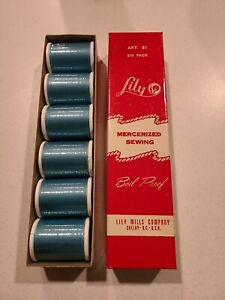 ART. 81
SIX PACK
Lily
MERCERIZED
SEWING
Boil Proof
LILY MILLS COMPANY
SHELBY, N.C. U.S.A.